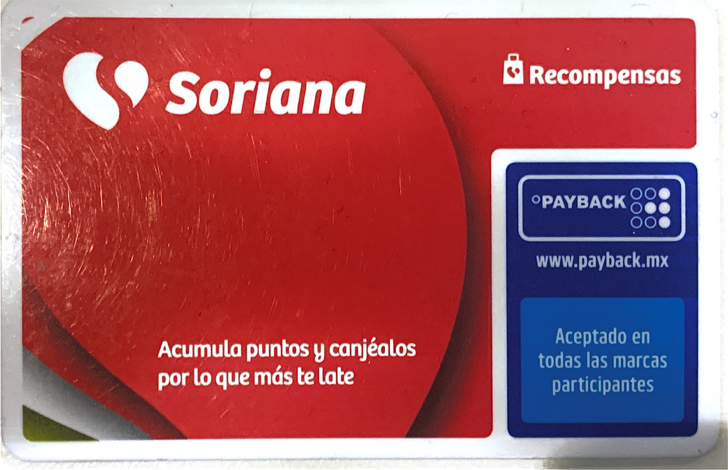 Soriana
Recompensas
PAYBACK
www.payback.mx
Acumula puntos y canjéalos
por lo que más te late
Aceptado en
todas las marcas
participantes